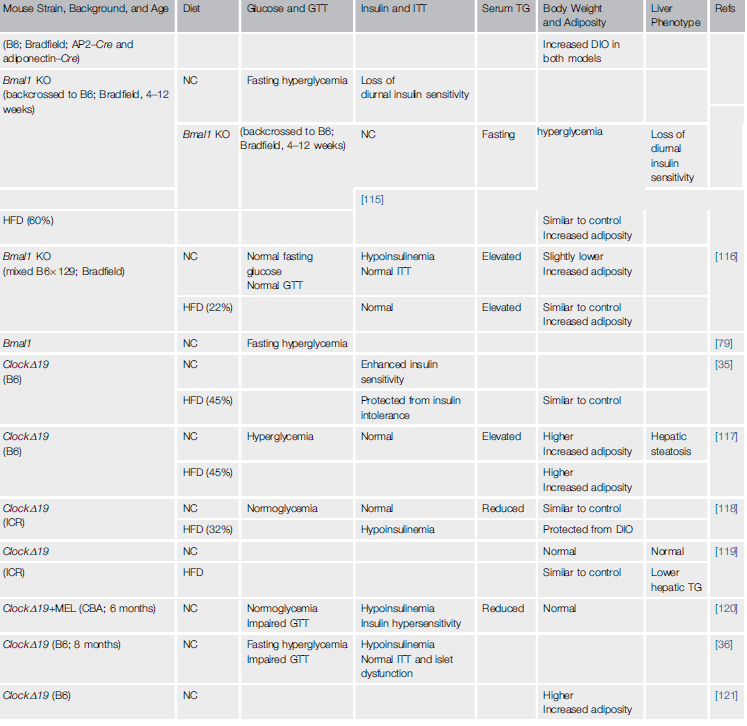 Mouse Strain, Background, and Age Diet Glucose and GTT Insulin and ITT Serum TG Body Weight and Adiposity Liver Phenotype Refs
(B6; Bradfield; AP2–Cre and Increased DIO in
adiponectin–Cre) both models
Bmal1 KO NC Fasting hyperglycemia Loss of
(backcrossed to B6; Bradfield, 4–12 diurnal insulin sensitivity
weeks)
Bmal1 KO (backcrossed to B6; NC Fasting hyperglycemia Loss of
Bradfield, 4–12 weeks) diurnal
insulin
sensitivity
[115]
HFD (60%) Similar to control
Increased adiposity
Bmal1 KO NC Normal fasting Hypoinsulinemia Elevated Slightly lower [116]
(mixed B6×129; Bradfield) glucose Normal ITT Increased adiposity
Normal GTT
HFD (22%) Normal Elevated Similar to control
Increased adiposity
Bmal1 NC Fasting hyperglycemia [79]
ClockΔ19 NC Enhanced insulin [35]
(B6) sensitivity
HFD (45%) Protected from insulin Similar to control
intolerance
ClockΔ19 NC Hyperglycemia Normal Elevated Higher Hepatic [117]
(B6) Increased adiposity steatosis
HFD (45%) Higher
Increased adiposity
ClockΔ19 NC Normoglycemia Normal Reduced Similar to control [118]
(ICR) HFD (32%) Hypoinsulinemia Protected from DIO
ClockΔ19 NC Normal Normal [119]
(ICR) HFD Similar to control Lower
hepatic TG
ClockΔ19+MEL (CBA; 6 months) NC Normoglycemia Hypoinsulinemia Reduced Normal [120]
Impaired GTT Insulin hypersensitivity
ClockΔ19 (B6; 8 months) NC Fasting hyperglycemia Hypoinsulinemia [36]
Impaired GTT Normal ITT and islet
dysfunction
ClockΔ19 (B6) NC Higher [121]
Increased adiposity